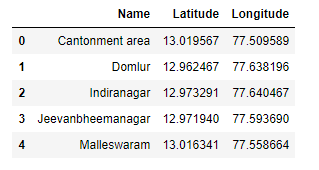 Name Latitude Longitude
0 Cantonment area 13.019567 77.509589
1 Domlur 12.962467 77.638196
2 Indiranagar 12.973291 77.640467
3 Jeevanbheemanagar 12.971940 77.593690
4 Malleswaram 13.016341 77.558664